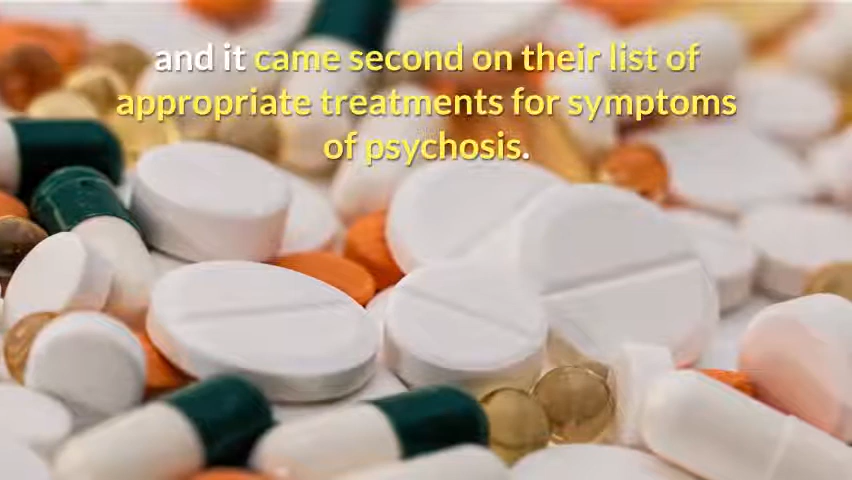 and it came second on their list of
appropriate treatments for symptoms
of psychosis.